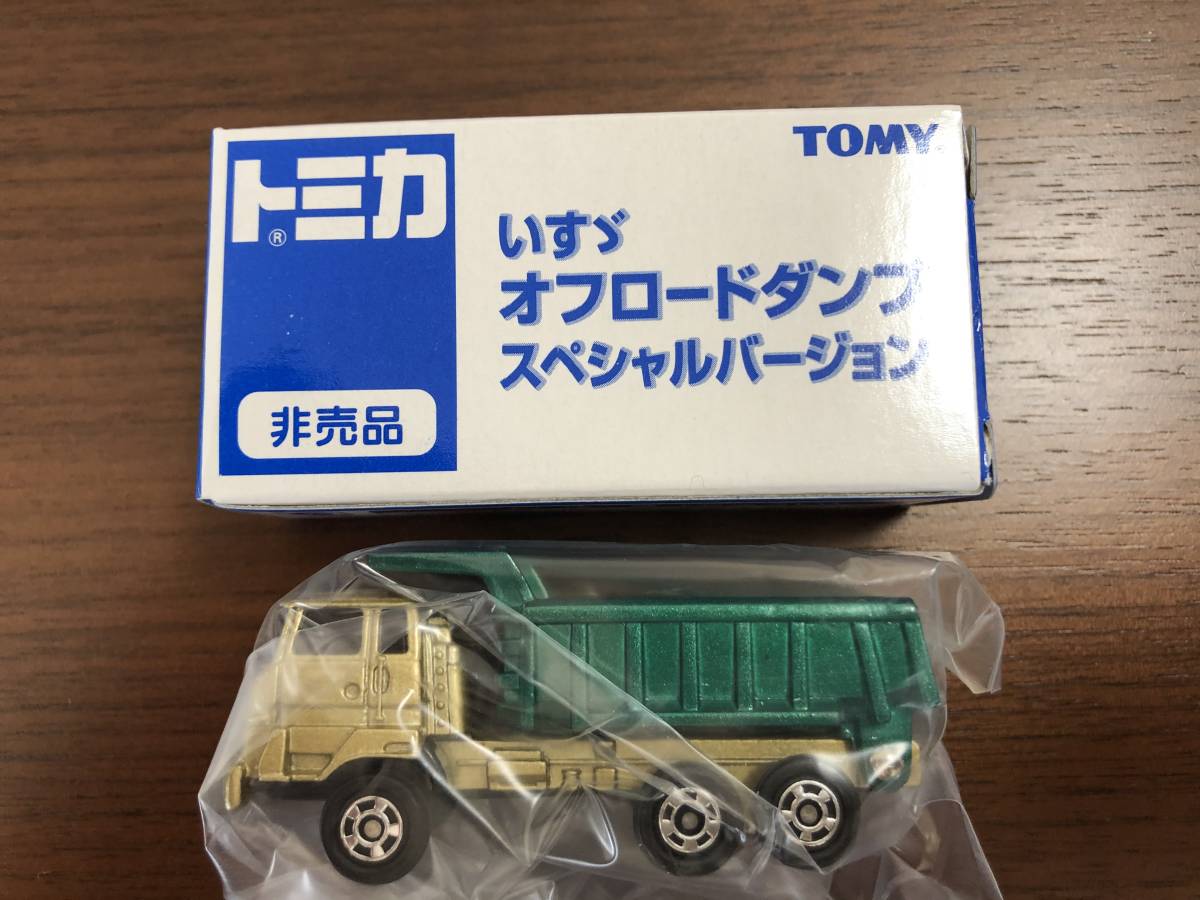 トミカ
®
非売品
TOMY
いすゞ
オフロードダンプ
スペシャルバージョン